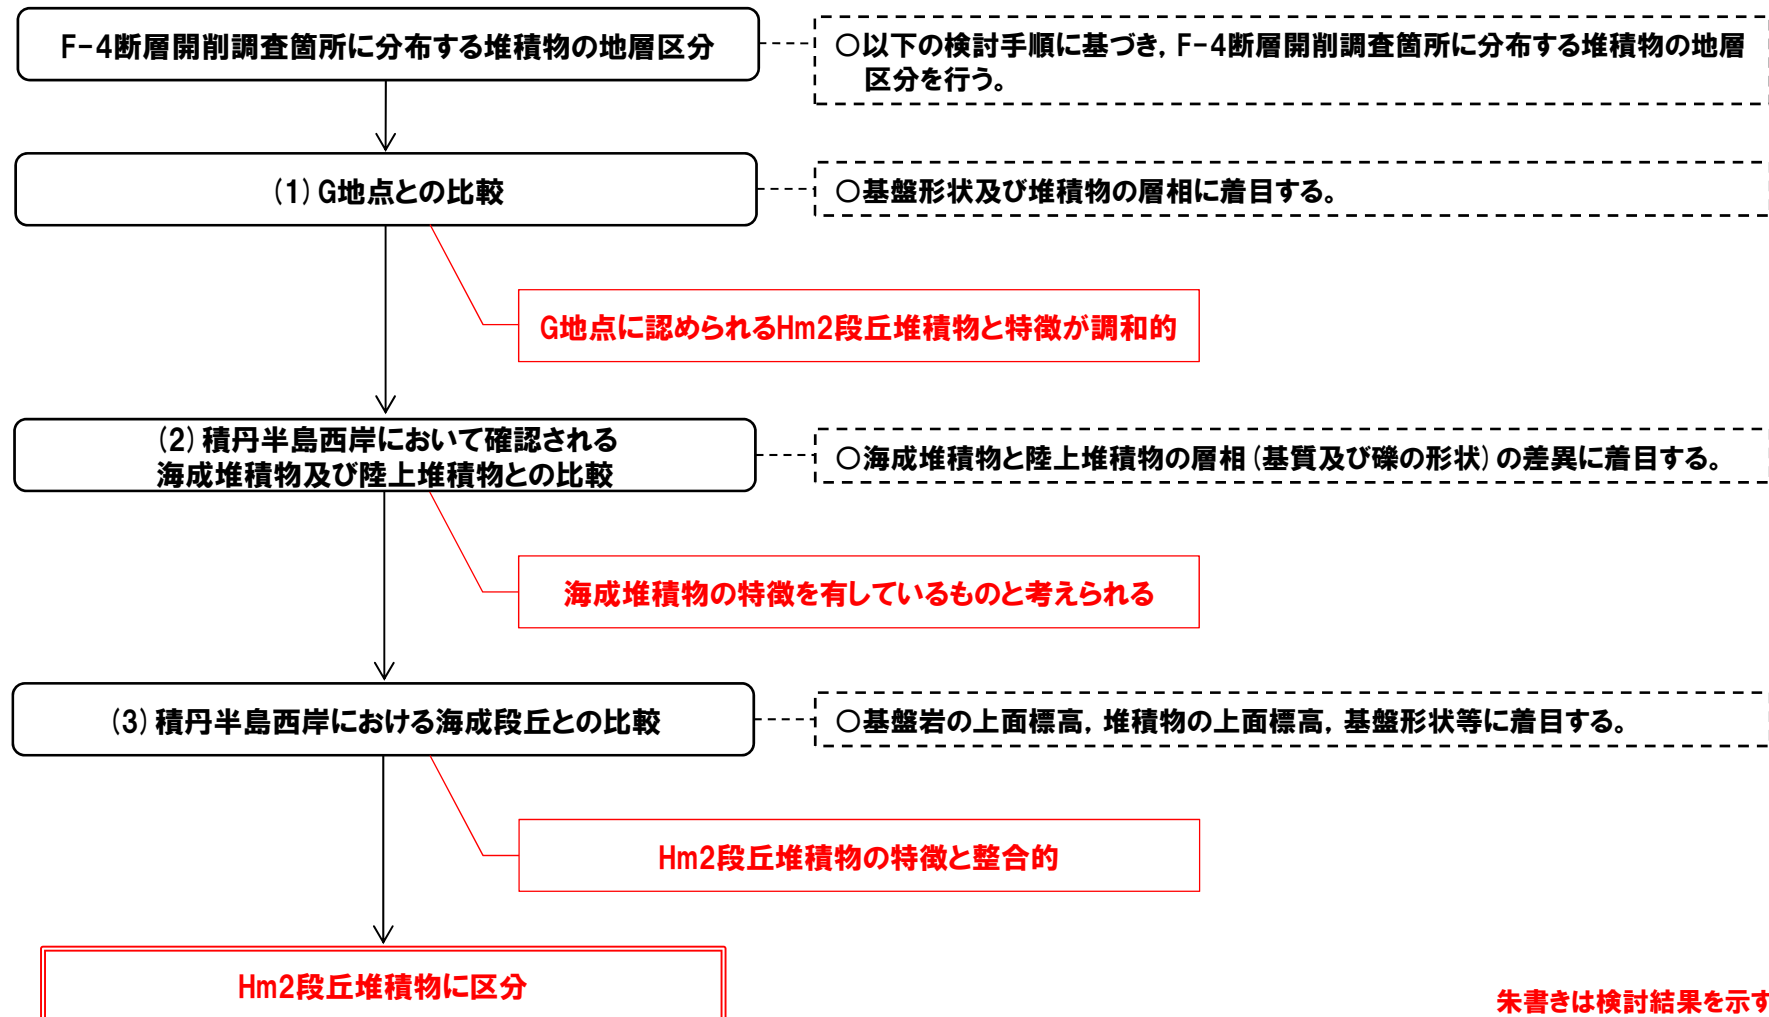 F-4断層開削調査箇所に分布する堆積物の地層区分
○以下の検討手順に基づき，F-4断層開削調査箇所に分布する堆積物の地層
区分を行う。
（1）G地点との比較
○基盤形状及び堆積物の層相に着目する。
G地点に認められるHm2段丘堆積物と特徴が調和的
（2）積丹半島西岸において確認される
海成堆積物及び陸上堆積物との比較
○海成堆積物と陸上堆積物の層相（基質及び礫の形状）の差異に着目する。
海成堆積物の特徴を有しているものと考えられる
（3）積丹半島西岸における海成段丘との比較
○基盤岩の上面標高，堆積物の上面標高，基盤形状等に着目する。
Hm2段丘堆積物の特徴と整合的
Hm2段丘堆積物に区分
朱書きは検討結果を示す